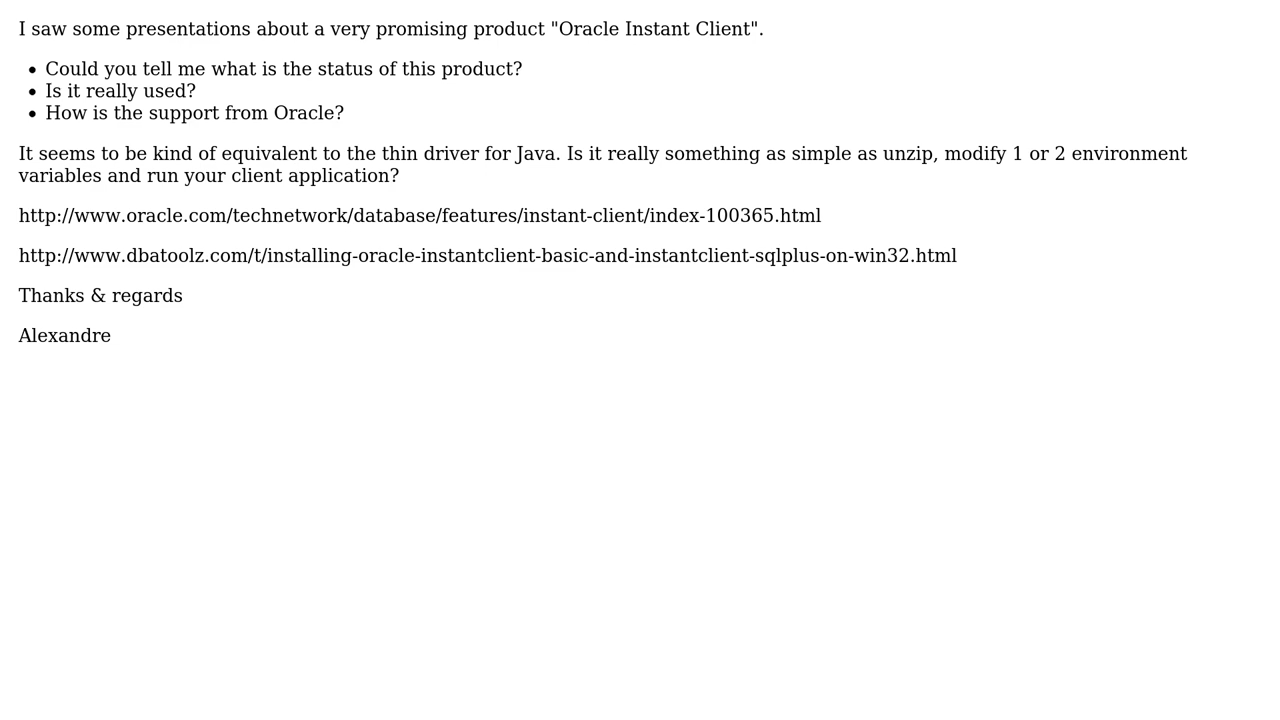 I saw some presentations about a very promising product "Oracle Instant Client".
• Could you tell me what is the status of this product?
• Is it really used?
• How is the support from Oracle?
It seems to be kind of equivalent to the thin driver for Java. Is it really something as simple as unzip, modify 1 or 2 environment
variables and run your client application?
http://www.oracle.com/technetwork/database/features/instant-client/index-100365.html
http://www.dbatoolz.com/t/installing-oracle-instantclient-basic-and-instantclient-sqlplus-on-win32.html
Thanks & regards
Alexandre